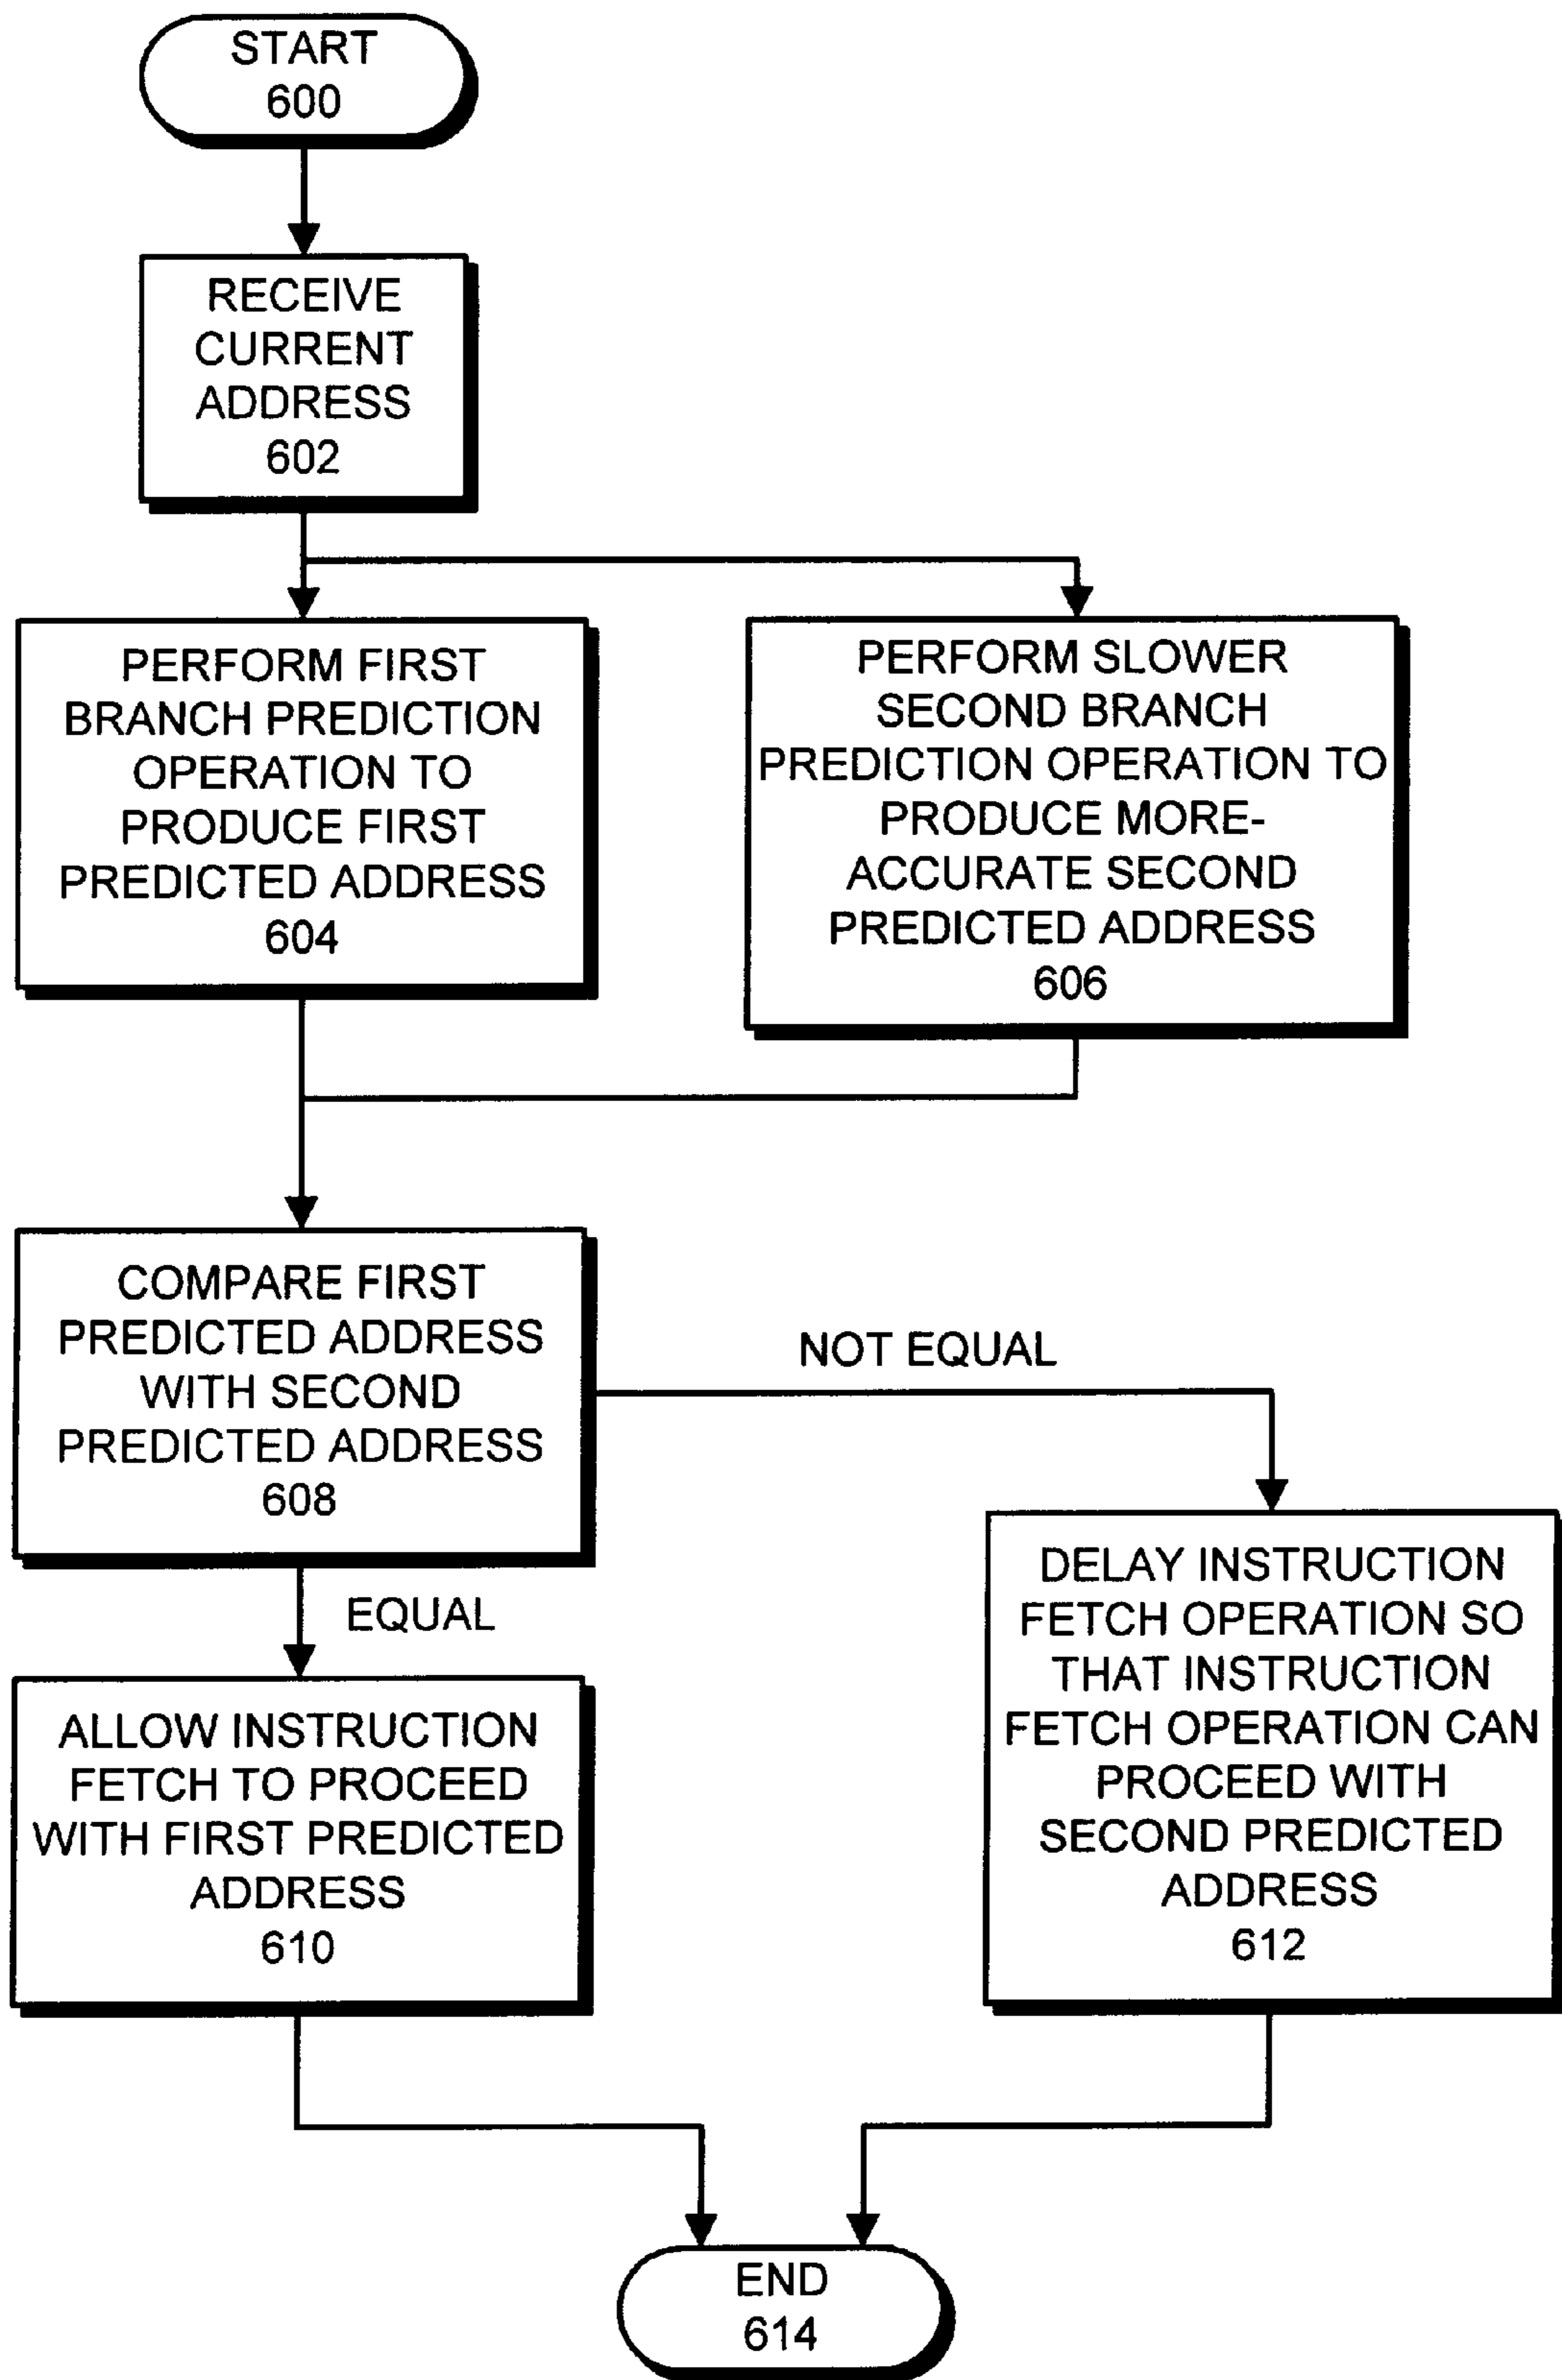 START
600
RECEIVE
CURRENT
ADDRESS
602
PERFORM FIRST
BRANCH PREDICTION
OPERATION TO
PRODUCE FIRST
PREDICTED ADDRESS
604
PERFORM SLOWER
SECOND BRANCH
PREDICTION OPERATION TO
PRODUCE MORE-
ACCURATE SECOND
PREDICTED ADDRESS
606
COMPARE FIRST
PREDICTED ADDRESS
WITH SECOND
PREDICTED ADDRESS
608
NOT EQUAL
EQUAL
ALLOW INSTRUCTION
FETCH TO PROCEED
WITH FIRST PREDICTED
ADDRESS
610
DELAY INSTRUCTION
FETCH OPERATION SO
THAT INSTRUCTION
FETCH OPERATION CAN
PROCEED WITH
SECOND PREDICTED
ADDRESS
612
END
614